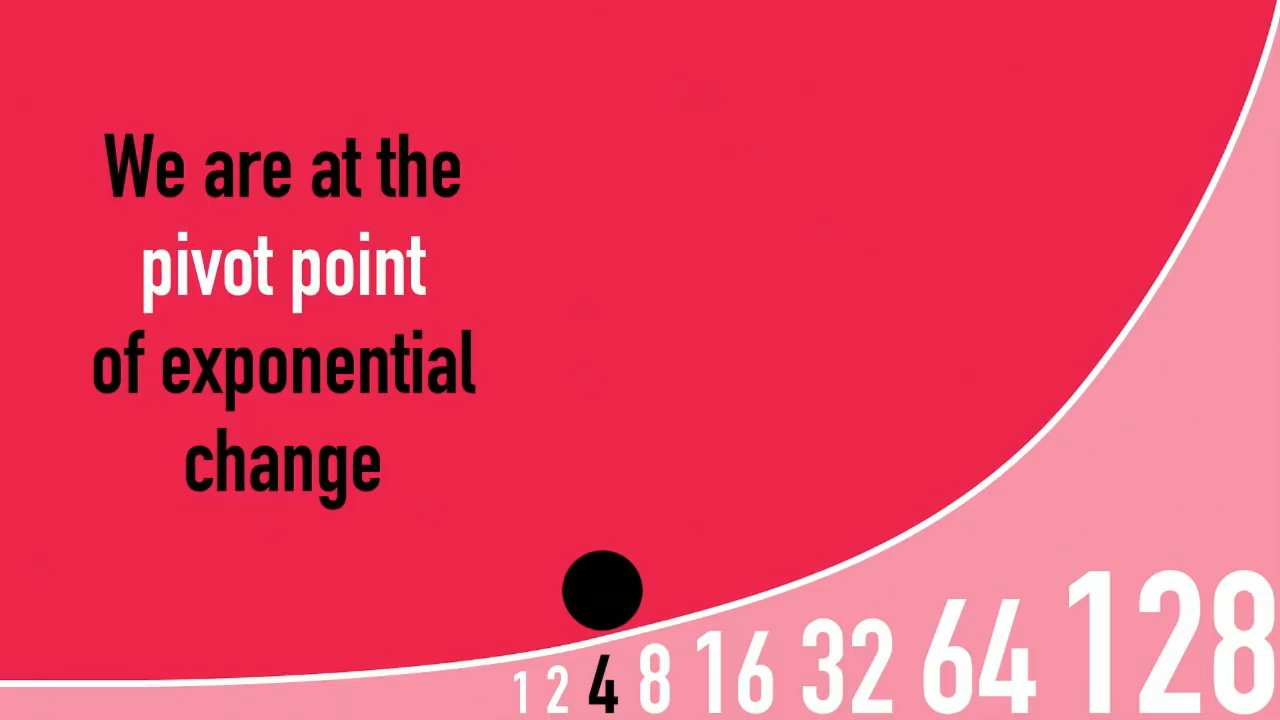 We are at the
pivot point
of exponential
change
1 2 4 8 16 32 64 128